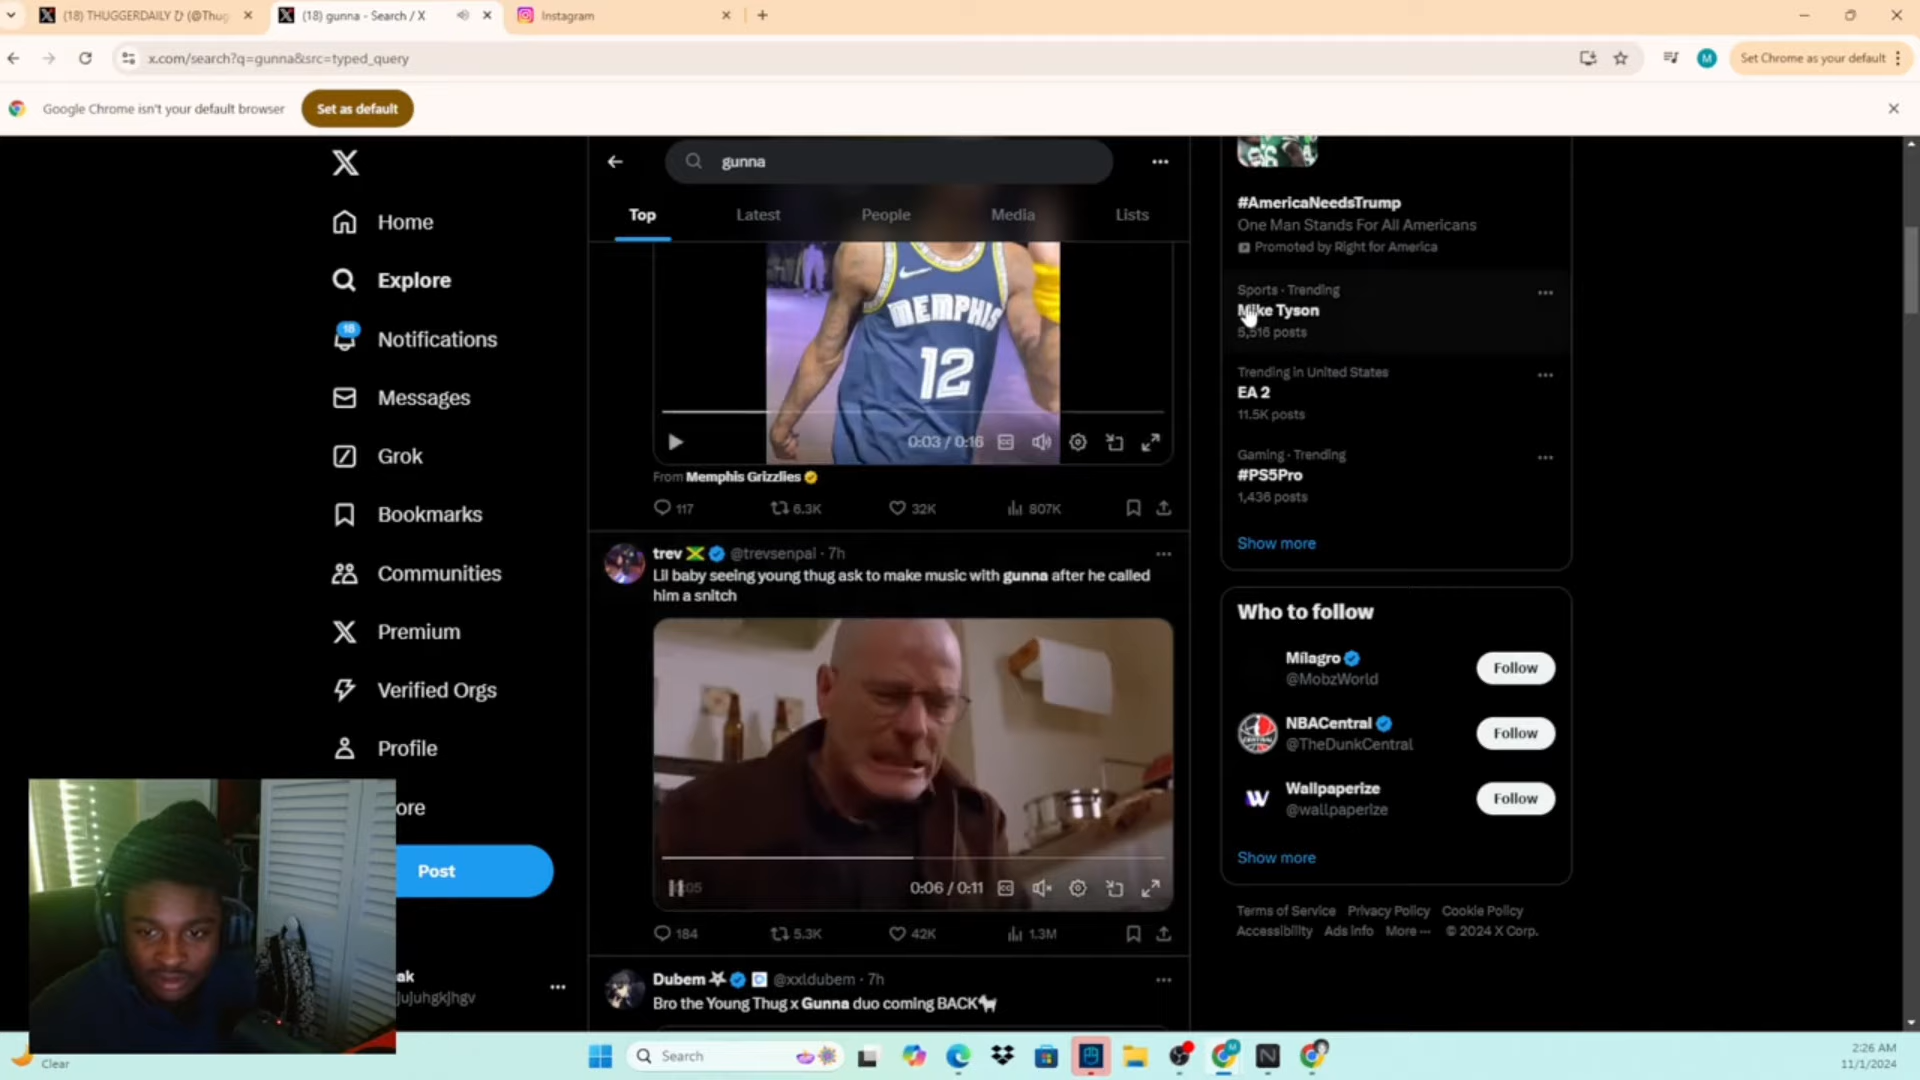 (18) THUGGERDAILY ひ (@Thug
(18) gunna - Search / X
Instagram
x.com/search?q=gunna&src=typed_query
M
Set Chrome as your default
Google Chrome isn't your default browser
Set as default
X
Home
Explore
18
Notifications
Messages
Grok
Bookmarks
Communities
Premium
Verified Orgs
Profile
ore
Post
ak
jujuhgkjhgv
gunna
Top
Latest
People
Media
Lists
MEMPHIS
12
0:03 / 0:16
From Memphis Grizzlies
117
6.3K
32K
807K
trev @trevsenpal · 7h
Lil baby seeing young thug ask to make music with gunna after he called
him a snitch
0:06 / 0:11
184
5.3K
42K
1.3M
Dubem @xxldubem · 7h
Bro the Young Thug x Gunna duo coming BACK
#AmericaNeedsTrump
One Man Stands For All Americans
Promoted by Right for America
Sports · Trending
Mike Tyson
5,516 posts
Trending in United States
EA 2
11.5K posts
Gaming · Trending
#PS5Pro
1,436 posts
Show more
Who to follow
Milagro
@MobzWorld
Follow
NBACentral
@TheDunkCentral
Follow
Wallpaperize
@wallpaperize
Follow
Show more
Terms of Service Privacy Policy Cookie Policy
Accessibility Ads info More ··· © 2024 X Corp.
Clear
Search
2:26 AM
11/1/2024